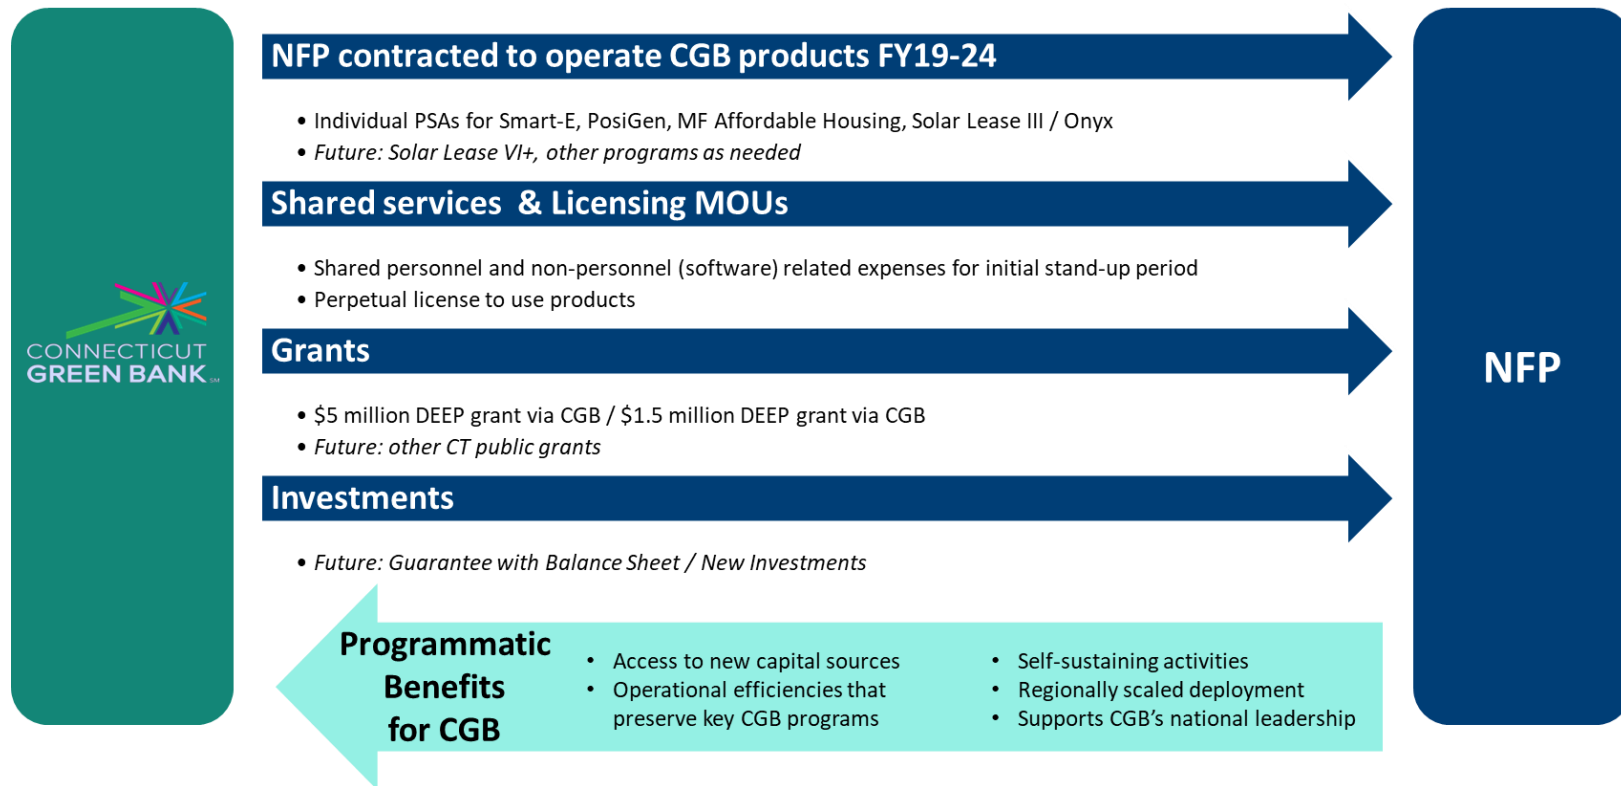 NFP contracted to operate CGB products FY19-24
• Individual PSAs for Smart-E, PosiGen, MF Affordable Housing, Solar Lease III / Onyx
• Future: Solar Lease VI+, other programs as needed
Shared services  & Licensing MOUs
• Shared personnel and non-personnel (software) related expenses for initial stand-up period
• Perpetual license to use products
CONNECTICUT
GREEN BANK SM
Grants
• $5 million DEEP grant via CGB / $1.5 million DEEP grant via CGB
• Future: other CT public grants
NFP
Investments
• Future: Guarantee with Balance Sheet / New Investments
Programmatic
Benefits
for CGB
• Access to new capital sources
• Operational efficiencies that
preserve key CGB programs
• Self-sustaining activities
• Regionally scaled deployment
• Supports CGB's national leadership